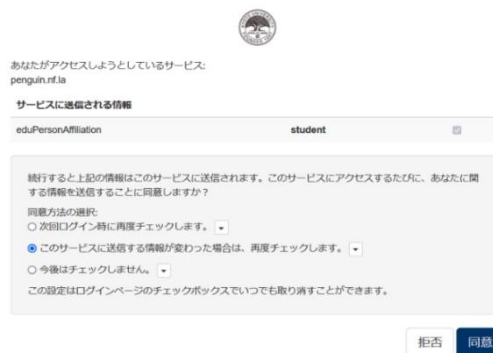 あなたがアクセスしようとしているサービス:
penguin.nf.la
サービスに送信される情報
eduPersonAffiliation student
続行すると上記の情報はこのサービスに送信されます。このサービスにアクセスするたびに、あなたに関
する情報を送信することに同意しますか？
同意方法の選択:
次回ログイン時に再度チェックします。
このサービスに送信する情報が変わった場合は、再度チェックします。
今後はチェックしません。
この設定はログインページのチェックボックスでいつでも取り消すことができます。
拒否 同意